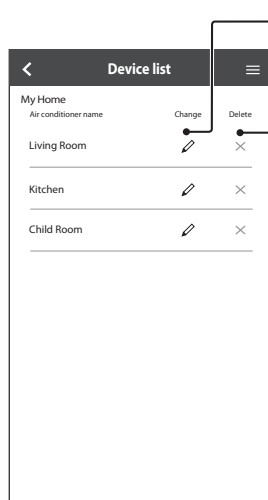 Device list
My Home
Air conditioner name Change Delete
Living Room
Kitchen
Child Room